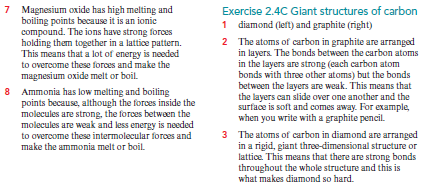 7 Magnesium oxide has high melting and
boiling points because it is an ionic
compound. The ions have strong forces
holding them together in a lattice pattern.
This means that a lot of energy is needed
to overcome these forces and make the
magnesium oxide melt or boil.
8 Ammonia has low melting and boiling
points because, although the forces inside the
molecules are strong, the forces between the
molecules are weak and less energy is needed
to overcome these intermolecular forces and
make the ammonia melt or boil.
Exercise 2.4C Giant structures of carbon
1 diamond (left) and graphite (right)
2 The atoms of carbon in graphite are arranged
in layers. The bonds between the carbon atoms
in the layers are strong (each carbon atom
bonds with three other atoms) but the bonds
between the layers are weak. This means that
the layers can slide over one another and the
surface is soft and comes away. For example,
when you write with a graphite pencil.
3 The atoms of carbon in diamond are arranged
in a rigid, giant three-dimensional structure or
lattice. This means that there are strong bonds
throughout the whole structure and this is
what makes diamond so hard.